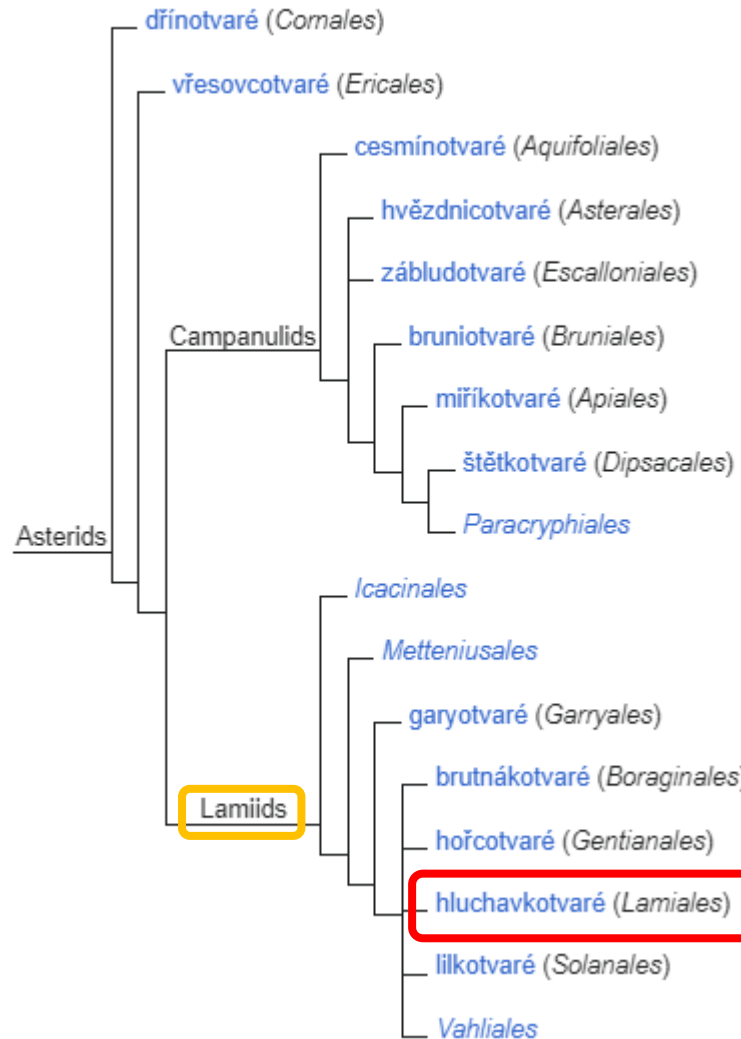 dřínotvaré (Cornales)
vřesovcotvaré (Ericales)
cesmínotvaré (Aquifoliales)
hvězdnicotvaré (Asterales)
zábludotvaré (Escalloniales)
Campanulids
bruniotvaré (Bruniales)
miříkotvaré (Apiales)
štětkotvaré (Dipsacales)
Paracryphiales
Asterids
Icacinales
Metteniusales
garyotvaré (Garryales)
brutnákotvaré (Boraginales)
Lamiids
hořcotvaré (Gentianales)
hluchavkotvaré (Lamiales)
lilkotvaré (Solanales)
Vahliales